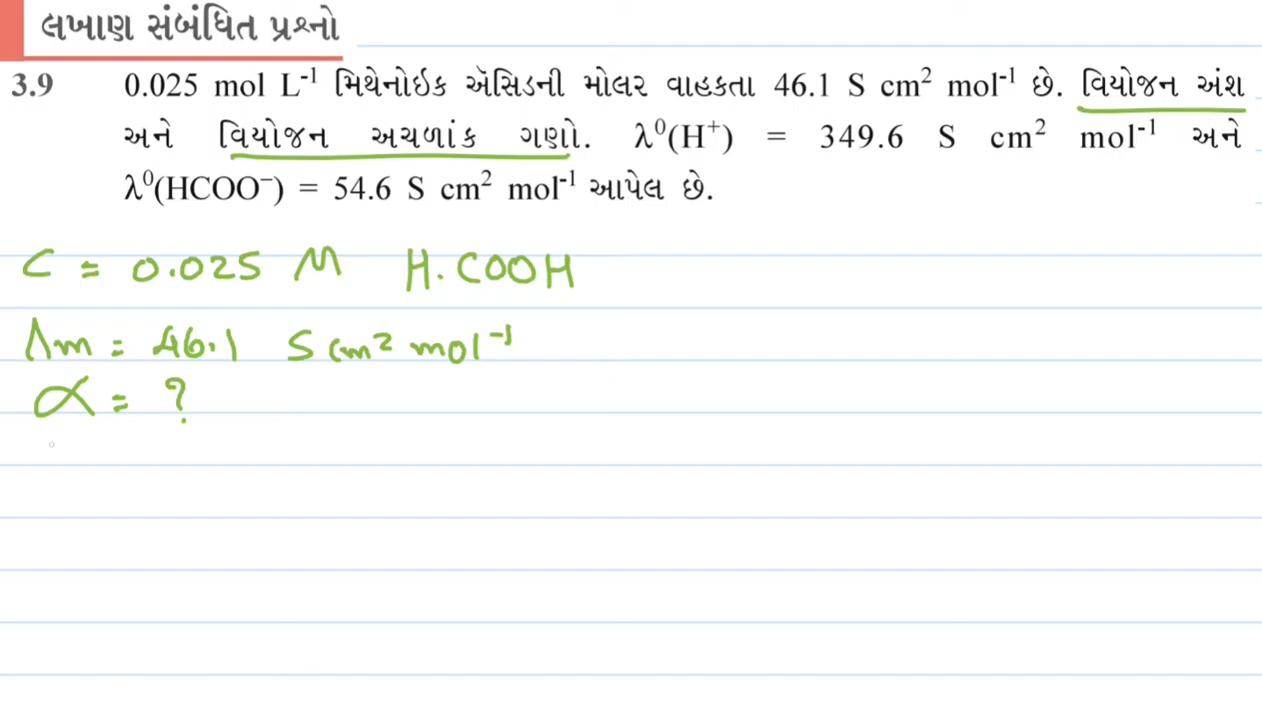 લખાણ સંબંધિત પ્રશ્નો
3.9 0.025 mol L⁻¹ મિથેનોઇક ઍસિડની મોલર વાહકતા 46.1 S cm² mol⁻¹ છે. વિયોજન અંશ
અને વિયોજન અચળાંક ગણો. λ⁰(H⁺) = 349.6 S cm² mol⁻¹ અને
λ⁰(HCOO⁻) = 54.6 S cm² mol⁻¹ આપેલ છે.
C = 0.025 M H.COOH
Λm = 46.1 S cm² mol⁻¹
α = ?